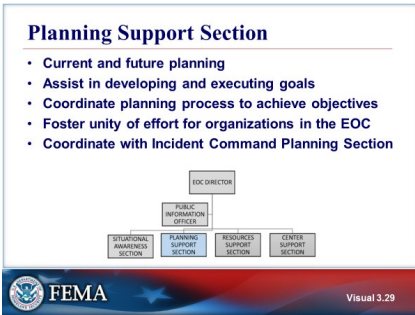 Planning Support Section
• Current and future planning
• Assist in developing and executing goals
• Coordinate planning process to achieve objectives
• Foster unity of effort for organizations in the EOC
• Coordinate with Incident Command Planning Section
EOC DIRECTOR
PUBLIC
INFORMATION
OFFICER
SITUATIONAL
AWARENESS
SECTION
PLANNING
SUPPORT
SECTION
RESOURCES
SUPPORT
SECTION
CENTER
SUPPORT
SECTION
FEMA
Visual 3.29